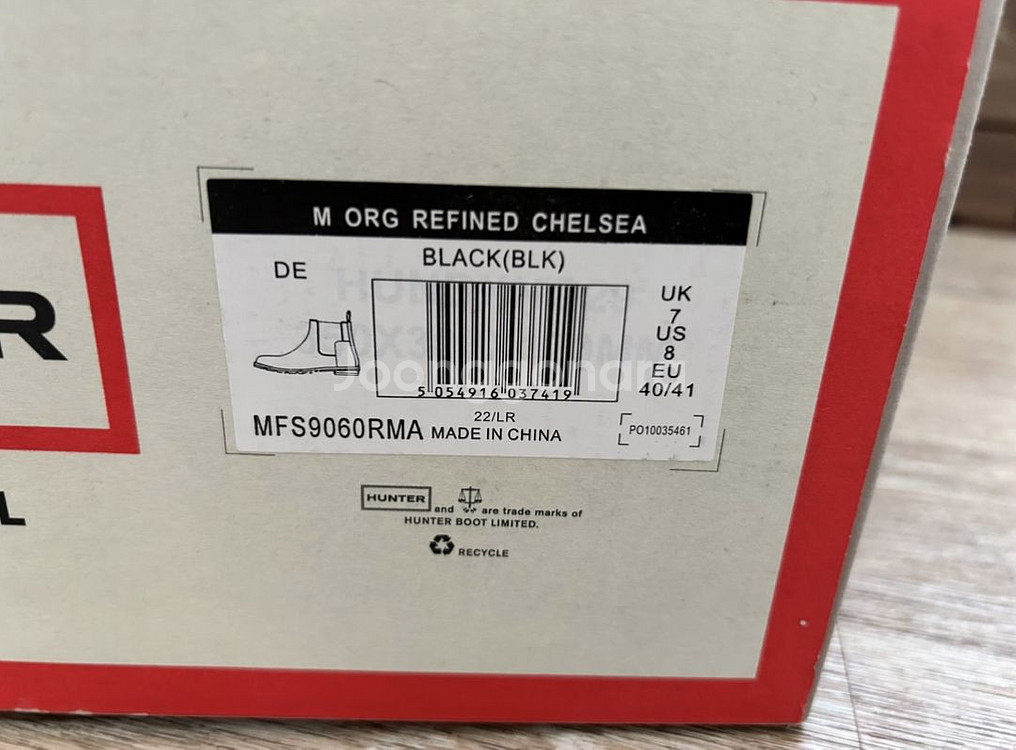 M ORG REFINED CHELSEA
BLACK(BLK)
DE
UK
7
US
8
EU
40/41
5 054916 037419
22/LR
MFS9060RMA MADE IN CHINA
PO10035461
R
L
HUNTER and are trade marks of
HUNTER BOOT LIMITED.
RECYCLE
Joonggonara